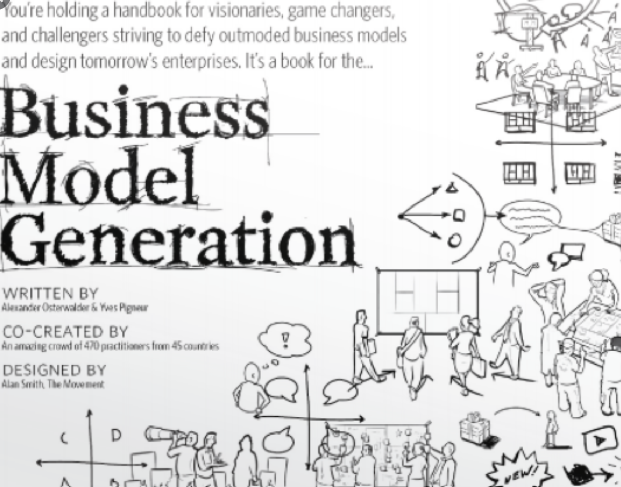 You're holding a handbook for visionaries, game changers,
and challengers striving to defy outmoded business models
and design tomorrow's enterprises. It's a book for the...
Business
Model
Generation
WRITTEN BY
Alexander Osterwalder & Yves Pigneur
CO-CREATED BY
An amazing crowd of 470 practitioners from 45 countries
DESIGNED BY
Alan Smith, The Movement
!
C D
A B
NEW!